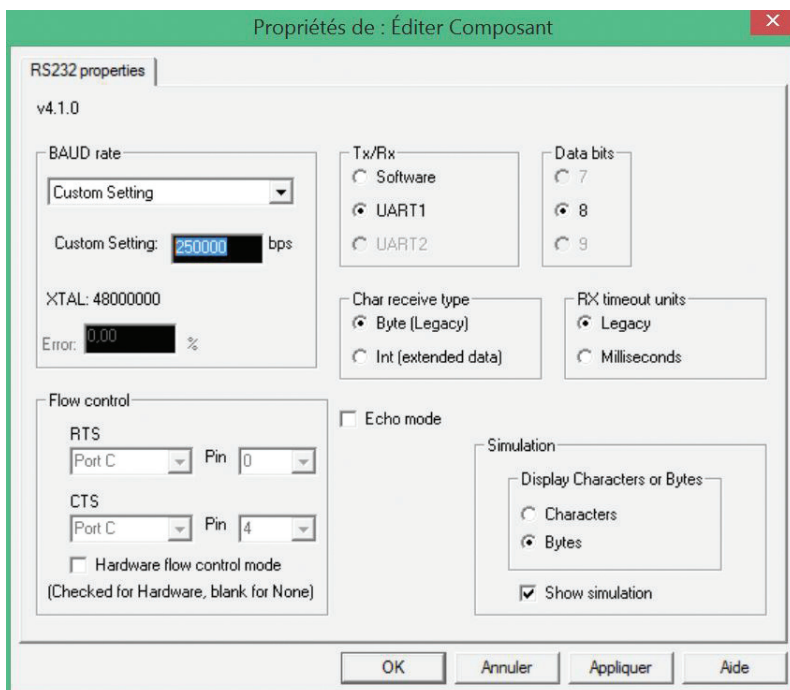 Propriétés de : Éditer Composant
RS232 properties
v4.1.0
BAUD rate
Custom Setting
Custom Setting: 250000 bps
XTAL: 48000000
Error: 0,00 %
Tx/Rx
Software
UART1
UART2
Data bits
7
8
9
Char receive type
Byte (Legacy)
Int (extended data)
RX timeout units
Legacy
Milliseconds
Flow control
RTS
Port C Pin 0
CTS
Port C Pin 4
Hardware flow control mode
(Checked for Hardware, blank for None)
Echo mode
Simulation
Display Characters or Bytes
Characters
Bytes
Show simulation
OK Annuler Appliquer Aide